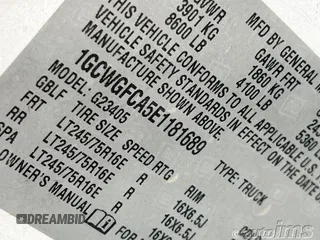 GVWR
3901 KG
8600 LB
MFD BY GENERAL M
GAWR FRT
1860 KG
4100 LB
THIS VEHICLE CONFORMS TO ALL APPLICABLE U.
VEHICLE SAFETY STANDARDS IN EFFECT ON THE DATE O
MANUFACTURE SHOWN ABOVE.
1GCWGFCA5E1181689
TYPE: TRUCK
MODEL: G23405
GBLF TIRE SIZE SPEED RTG RIM
FRT LT245/75R16E 16X6.5J
RR LT245/75R16E 16X6.5J
SPA LT245/75R16E
OWNER'S MANUAL
DREAMBID